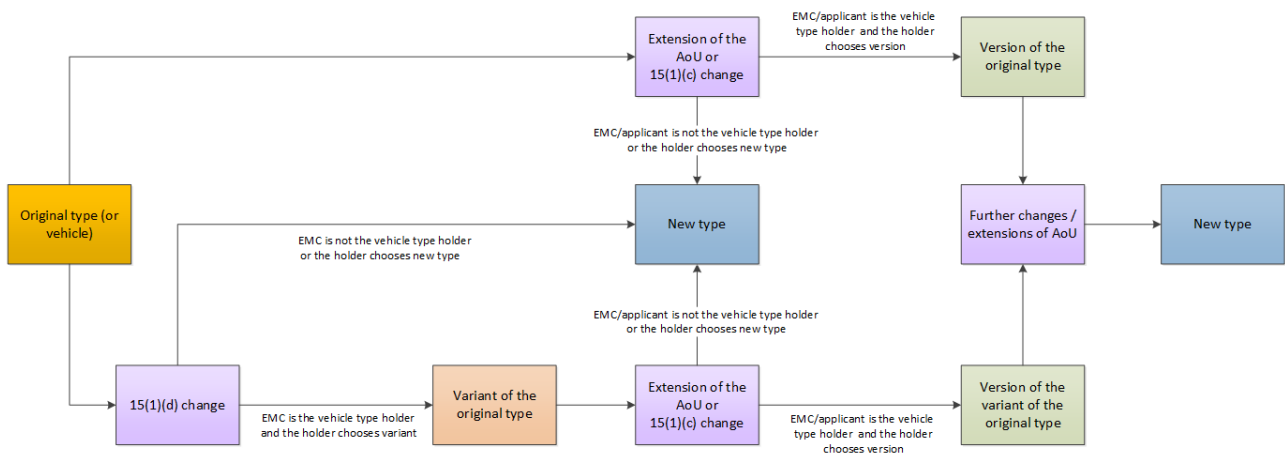 EMC/applicant is the vehicle
type holder and the holder
chooses version
Extension of the
AoU or
15(1)(c) change
Version of the
original type
EMC/applicant is not the vehicle type holder
or the holder chooses new type
Original type (or
vehicle)
New type
Further changes /
extensions of AoU
New type
EMC is not the vehicle type holder
or the holder chooses new type
EMC/applicant is not the vehicle type holder
or the holder chooses new type
15(1)(d) change
EMC is the vehicle type holder
and the holder chooses variant
Variant of the
original type
Extension of the
AoU or
15(1)(c) change
EMC/applicant is the vehicle
type holder and the holder
chooses version
Version of the
variant of the
original type